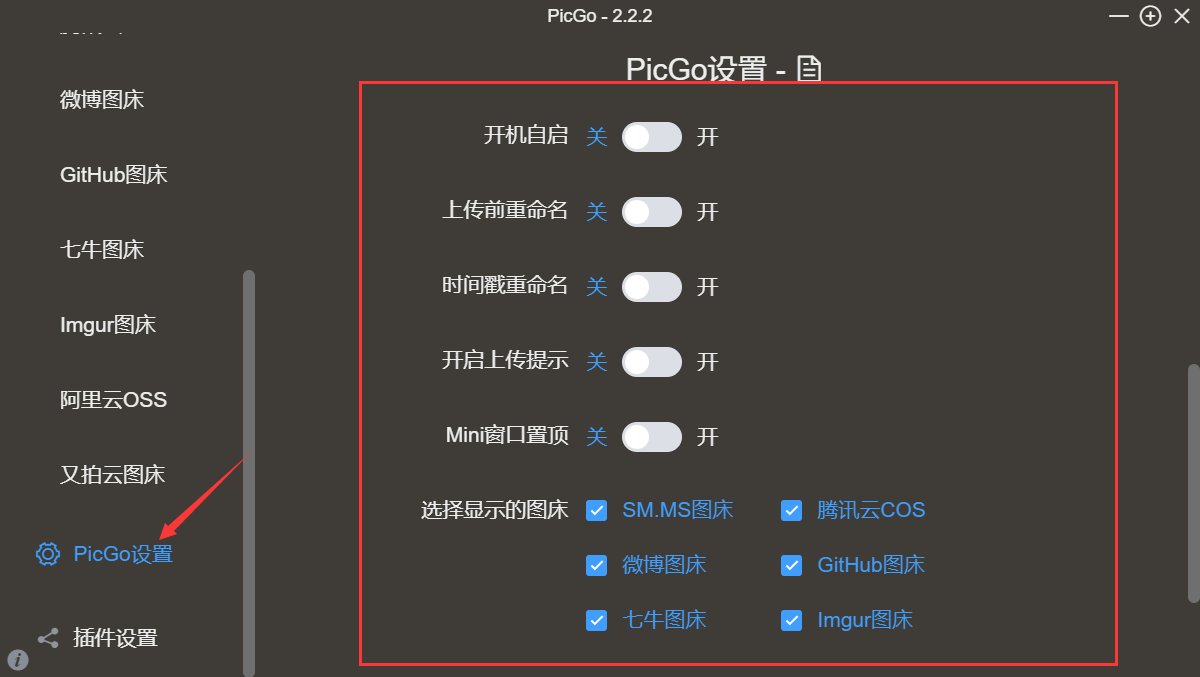 PicGo - 2.2.2
微博图床
GitHub图床
七牛图床
Imgur图床
阿里云OSS
又拍云图床
PicGo设置
插件设置
PicGo设置 -
开机自启 关 开
上传前重命名 关 开
时间戳重命名 关 开
开启上传提示 关 开
Mini窗口置顶 关 开
选择显示的图床 SM.MS图床 腾讯云COS
微博图床 GitHub图床
七牛图床 Imgur图床